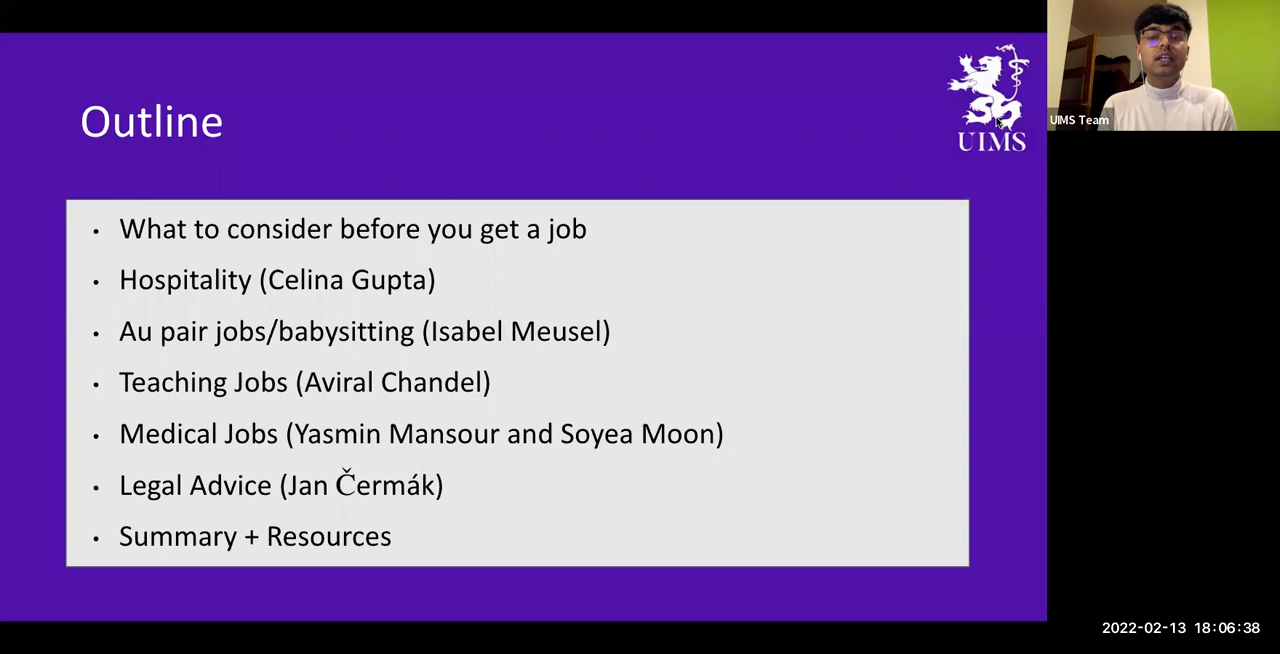 Outline
UIMS
UIMS Team
• What to consider before you get a job
• Hospitality (Celina Gupta)
• Au pair jobs/babysitting (Isabel Meusel)
• Teaching Jobs (Aviral Chandel)
• Medical Jobs (Yasmin Mansour and Soyea Moon)
• Legal Advice (Jan Čermák)
• Summary + Resources
2022-02-13 18:06:38